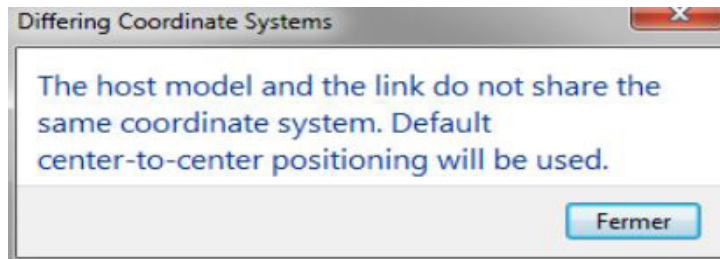 Differing Coordinate Systems
The host model and the link do not share the
same coordinate system. Default
center-to-center positioning will be used.
Fermer